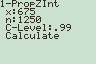 1-PropZInt
x:675
n:1250
C-Level:.99
Calculate